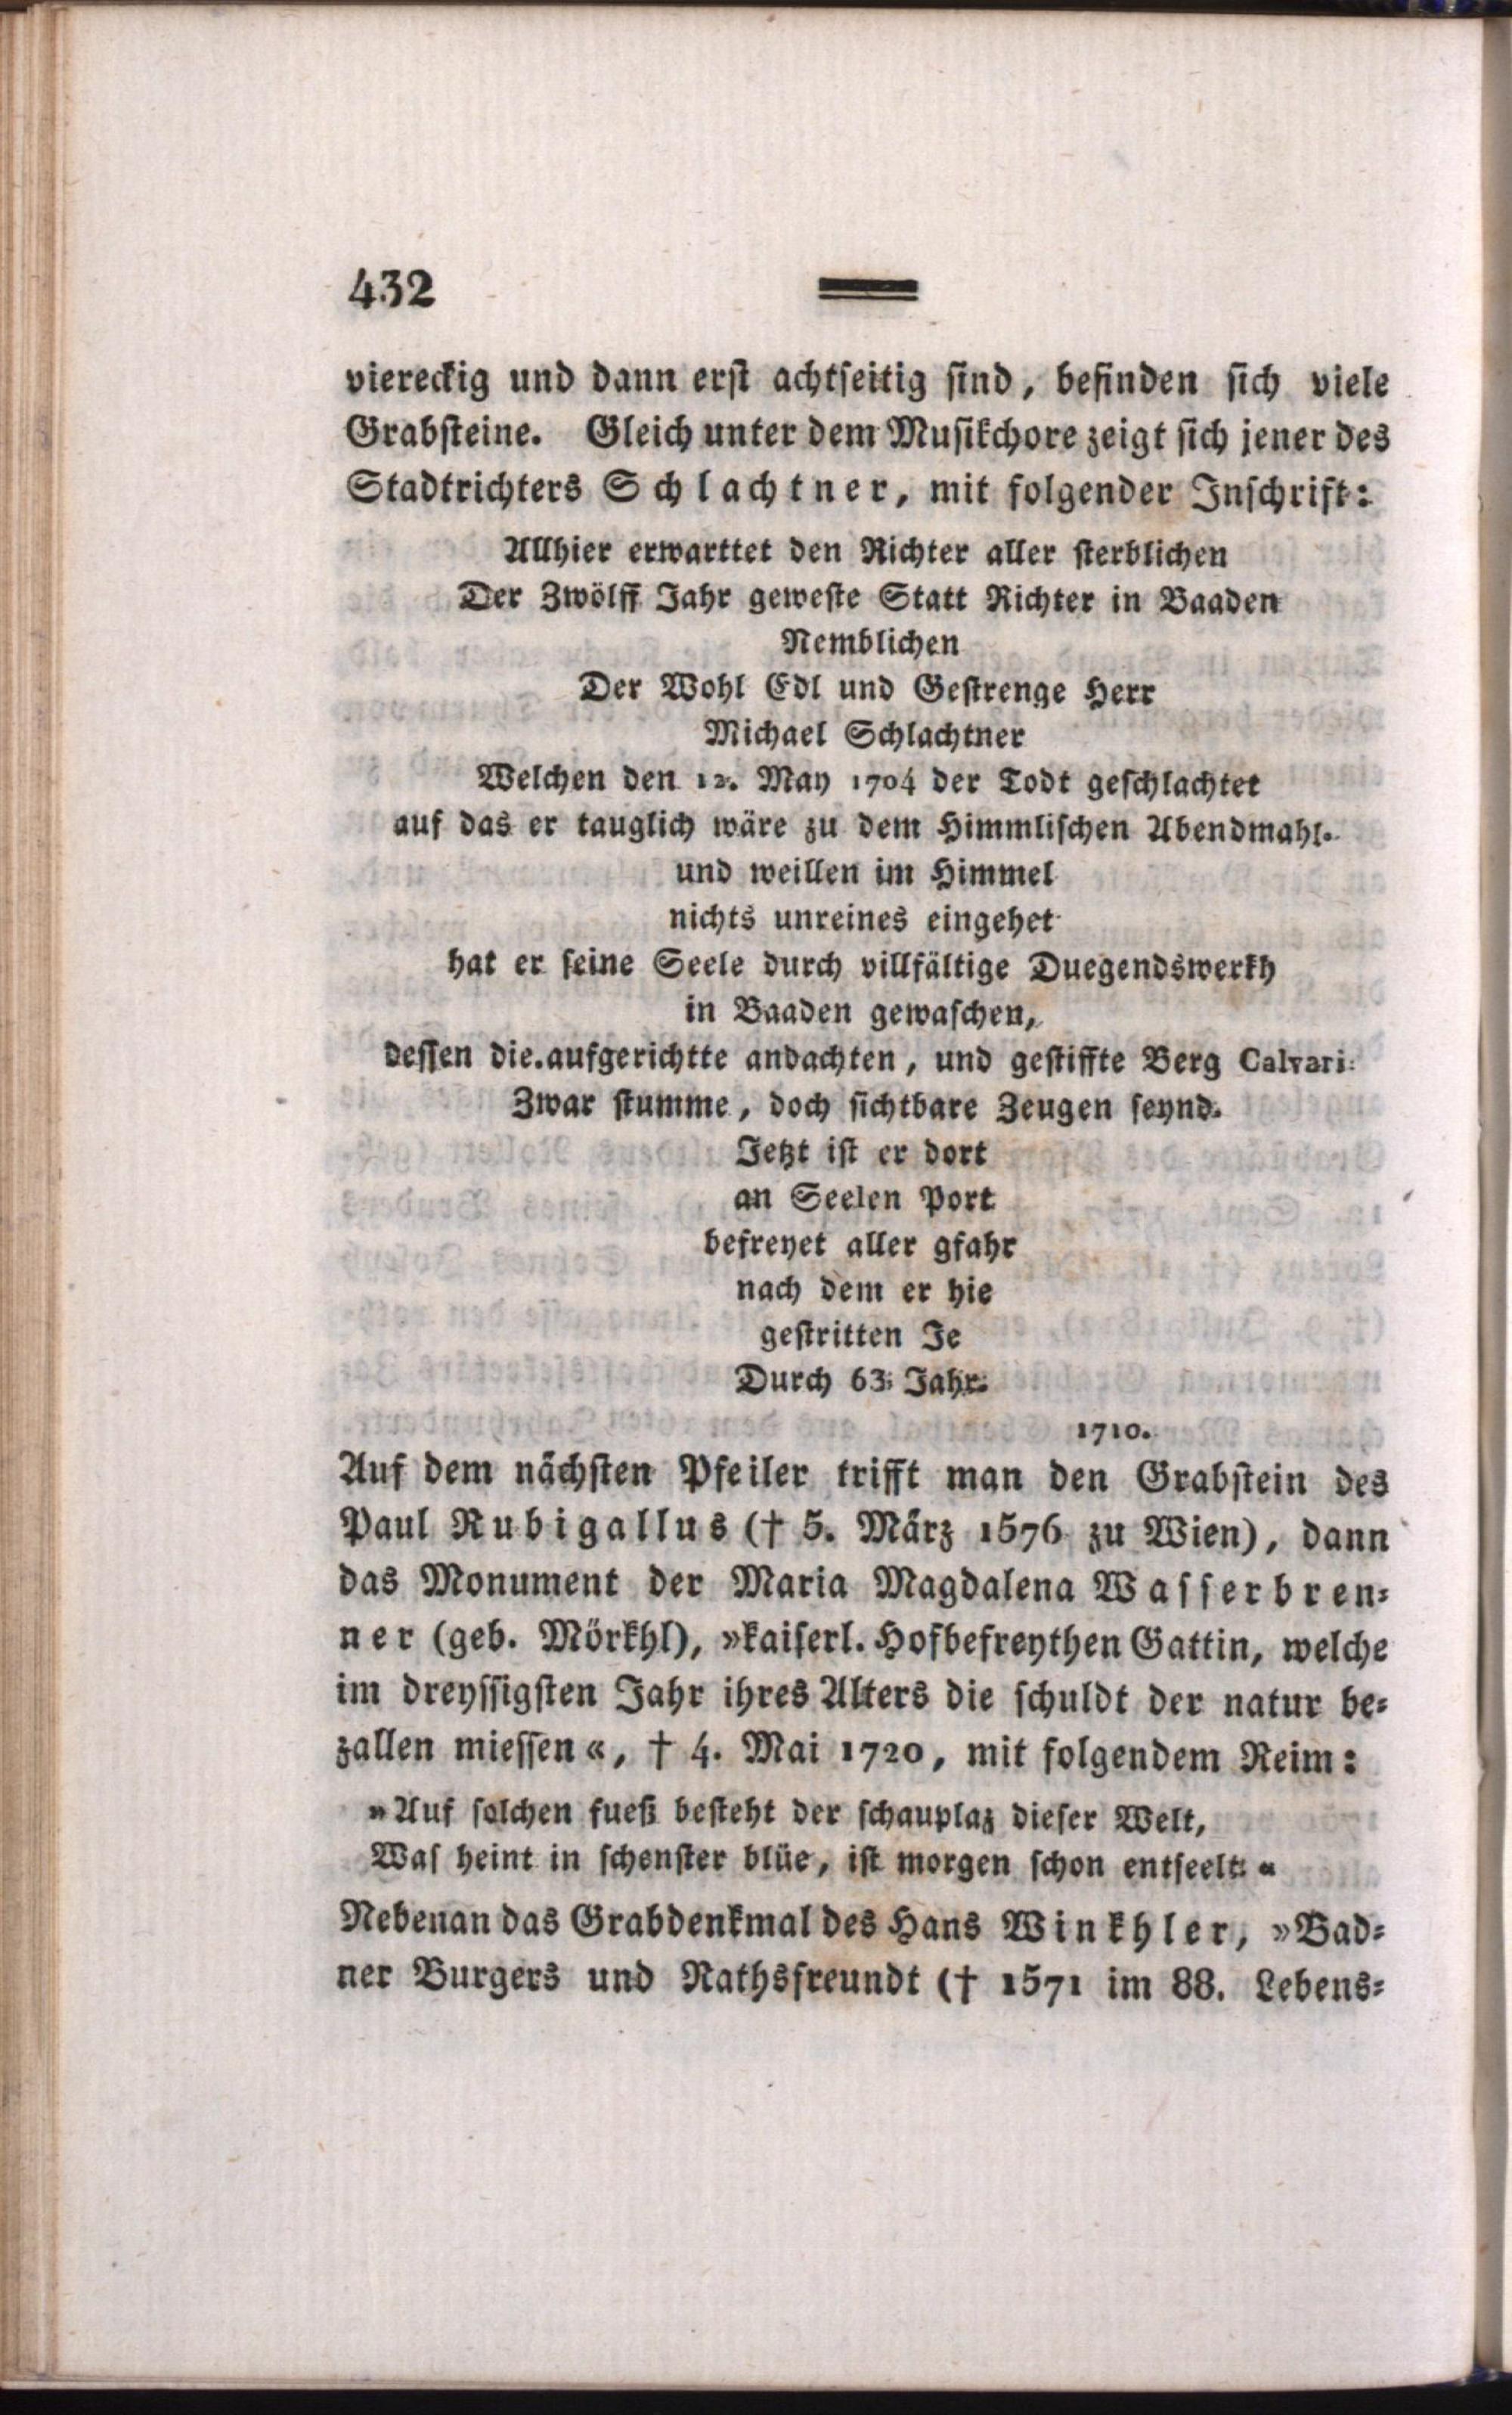 432
viereckig und dann erst achtseitig sind, befinden sich viele
Grabsteine. Gleich unter dem Musikchore zeigt sich jener des
Stadtrichters Schlachtner, mit folgender Inschrift:
Allhier erwarttet den Richter aller sterblichen
Der Zwölff Jahr geweste Statt Richter in Baaden
Nemblichen
Der Wohl Edl und Gestrenge Herr
Michael Schlachtner
Welchen den 12. May 1704 der Todt geschlachtet
auf das er tauglich wäre zu dem Himmlischen Abendmahl.
und weillen im Himmel
nichts unreines eingehet
hat er seine Seele durch villfältige Duegendswerkh
in Baaden gewaschen,
dessen die aufgerichtte andachten, und gestiffte Berg Calvari
Zwar stumme, doch sichtbare Zeugen seynd.
Jetzt ist er dort
an Seelen Port
befreyet aller gfahr
nach dem er hie
gestritten Je
Durch 63 Jahr.
1710.
Auf dem nächsten Pfeiler trifft man den Grabstein des
Paul Rubigallus († 5. März 1576 zu Wien), dann
das Monument der Maria Magdalena Wasserbren-
ner (geb. Mörkhl), »kaiserl. Hofbefreythen Gattin, welche
im dreyssigsten Jahr ihres Alters die schuldt der natur be-
zallen miessen«, † 4. Mai 1720, mit folgendem Reim:
»Auf solchen fueß besteht der schauplaz dieser Welt,
Was heint in schenster blüe, ist morgen schon entseelt. «
Nebenan das Grabdenkmal des Hans Winkhler, »Bad-
ner Burgers und Rathsfreundt († 1571 im 88. Lebens-